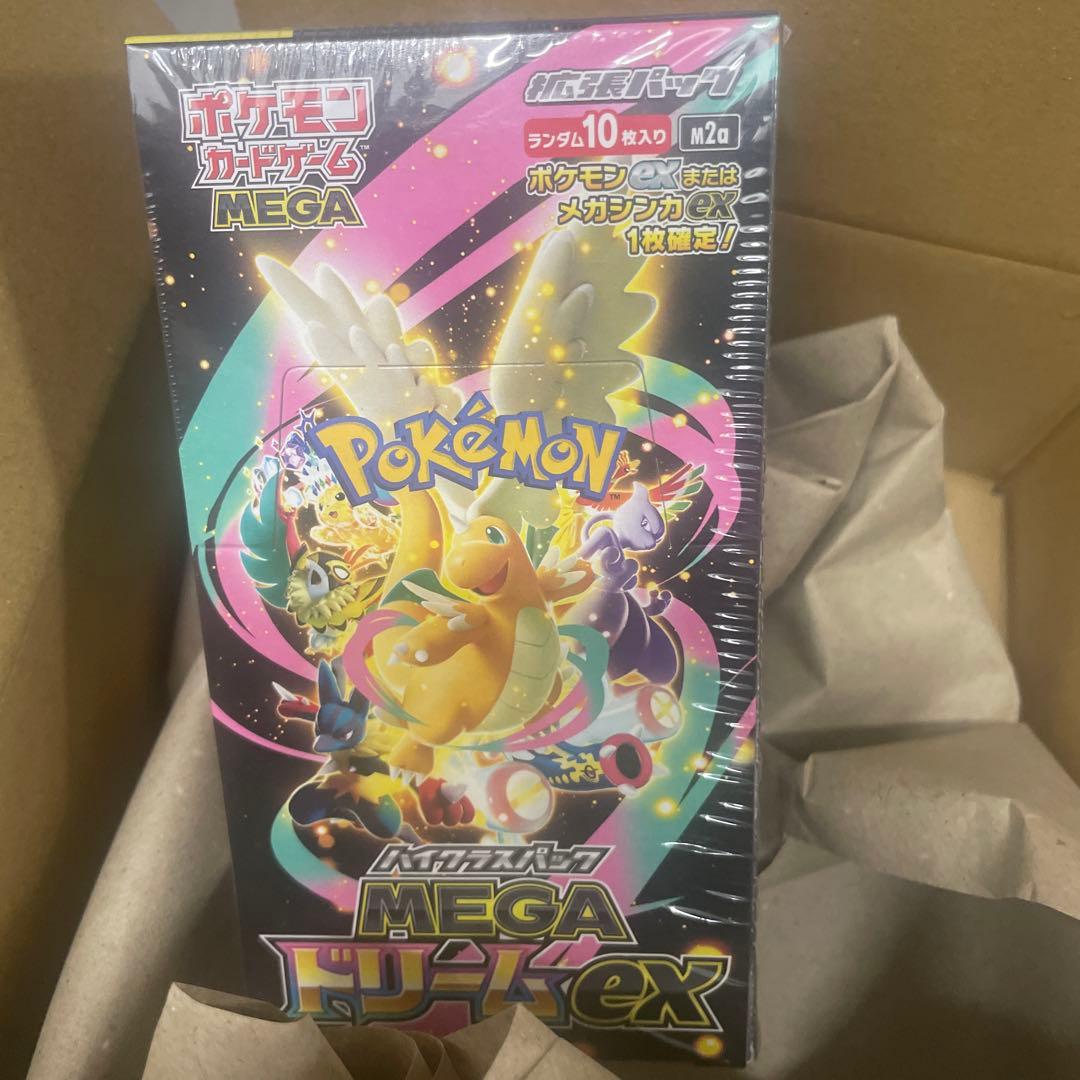 ポケモン
カードゲーム™
MEGA
拡張パック
ランダム10枚入り M2a
ポケモンexまたは
メガシンカex
1枚確定!
POKéMON™
ハイクラスパック
MEGA
ドリームex